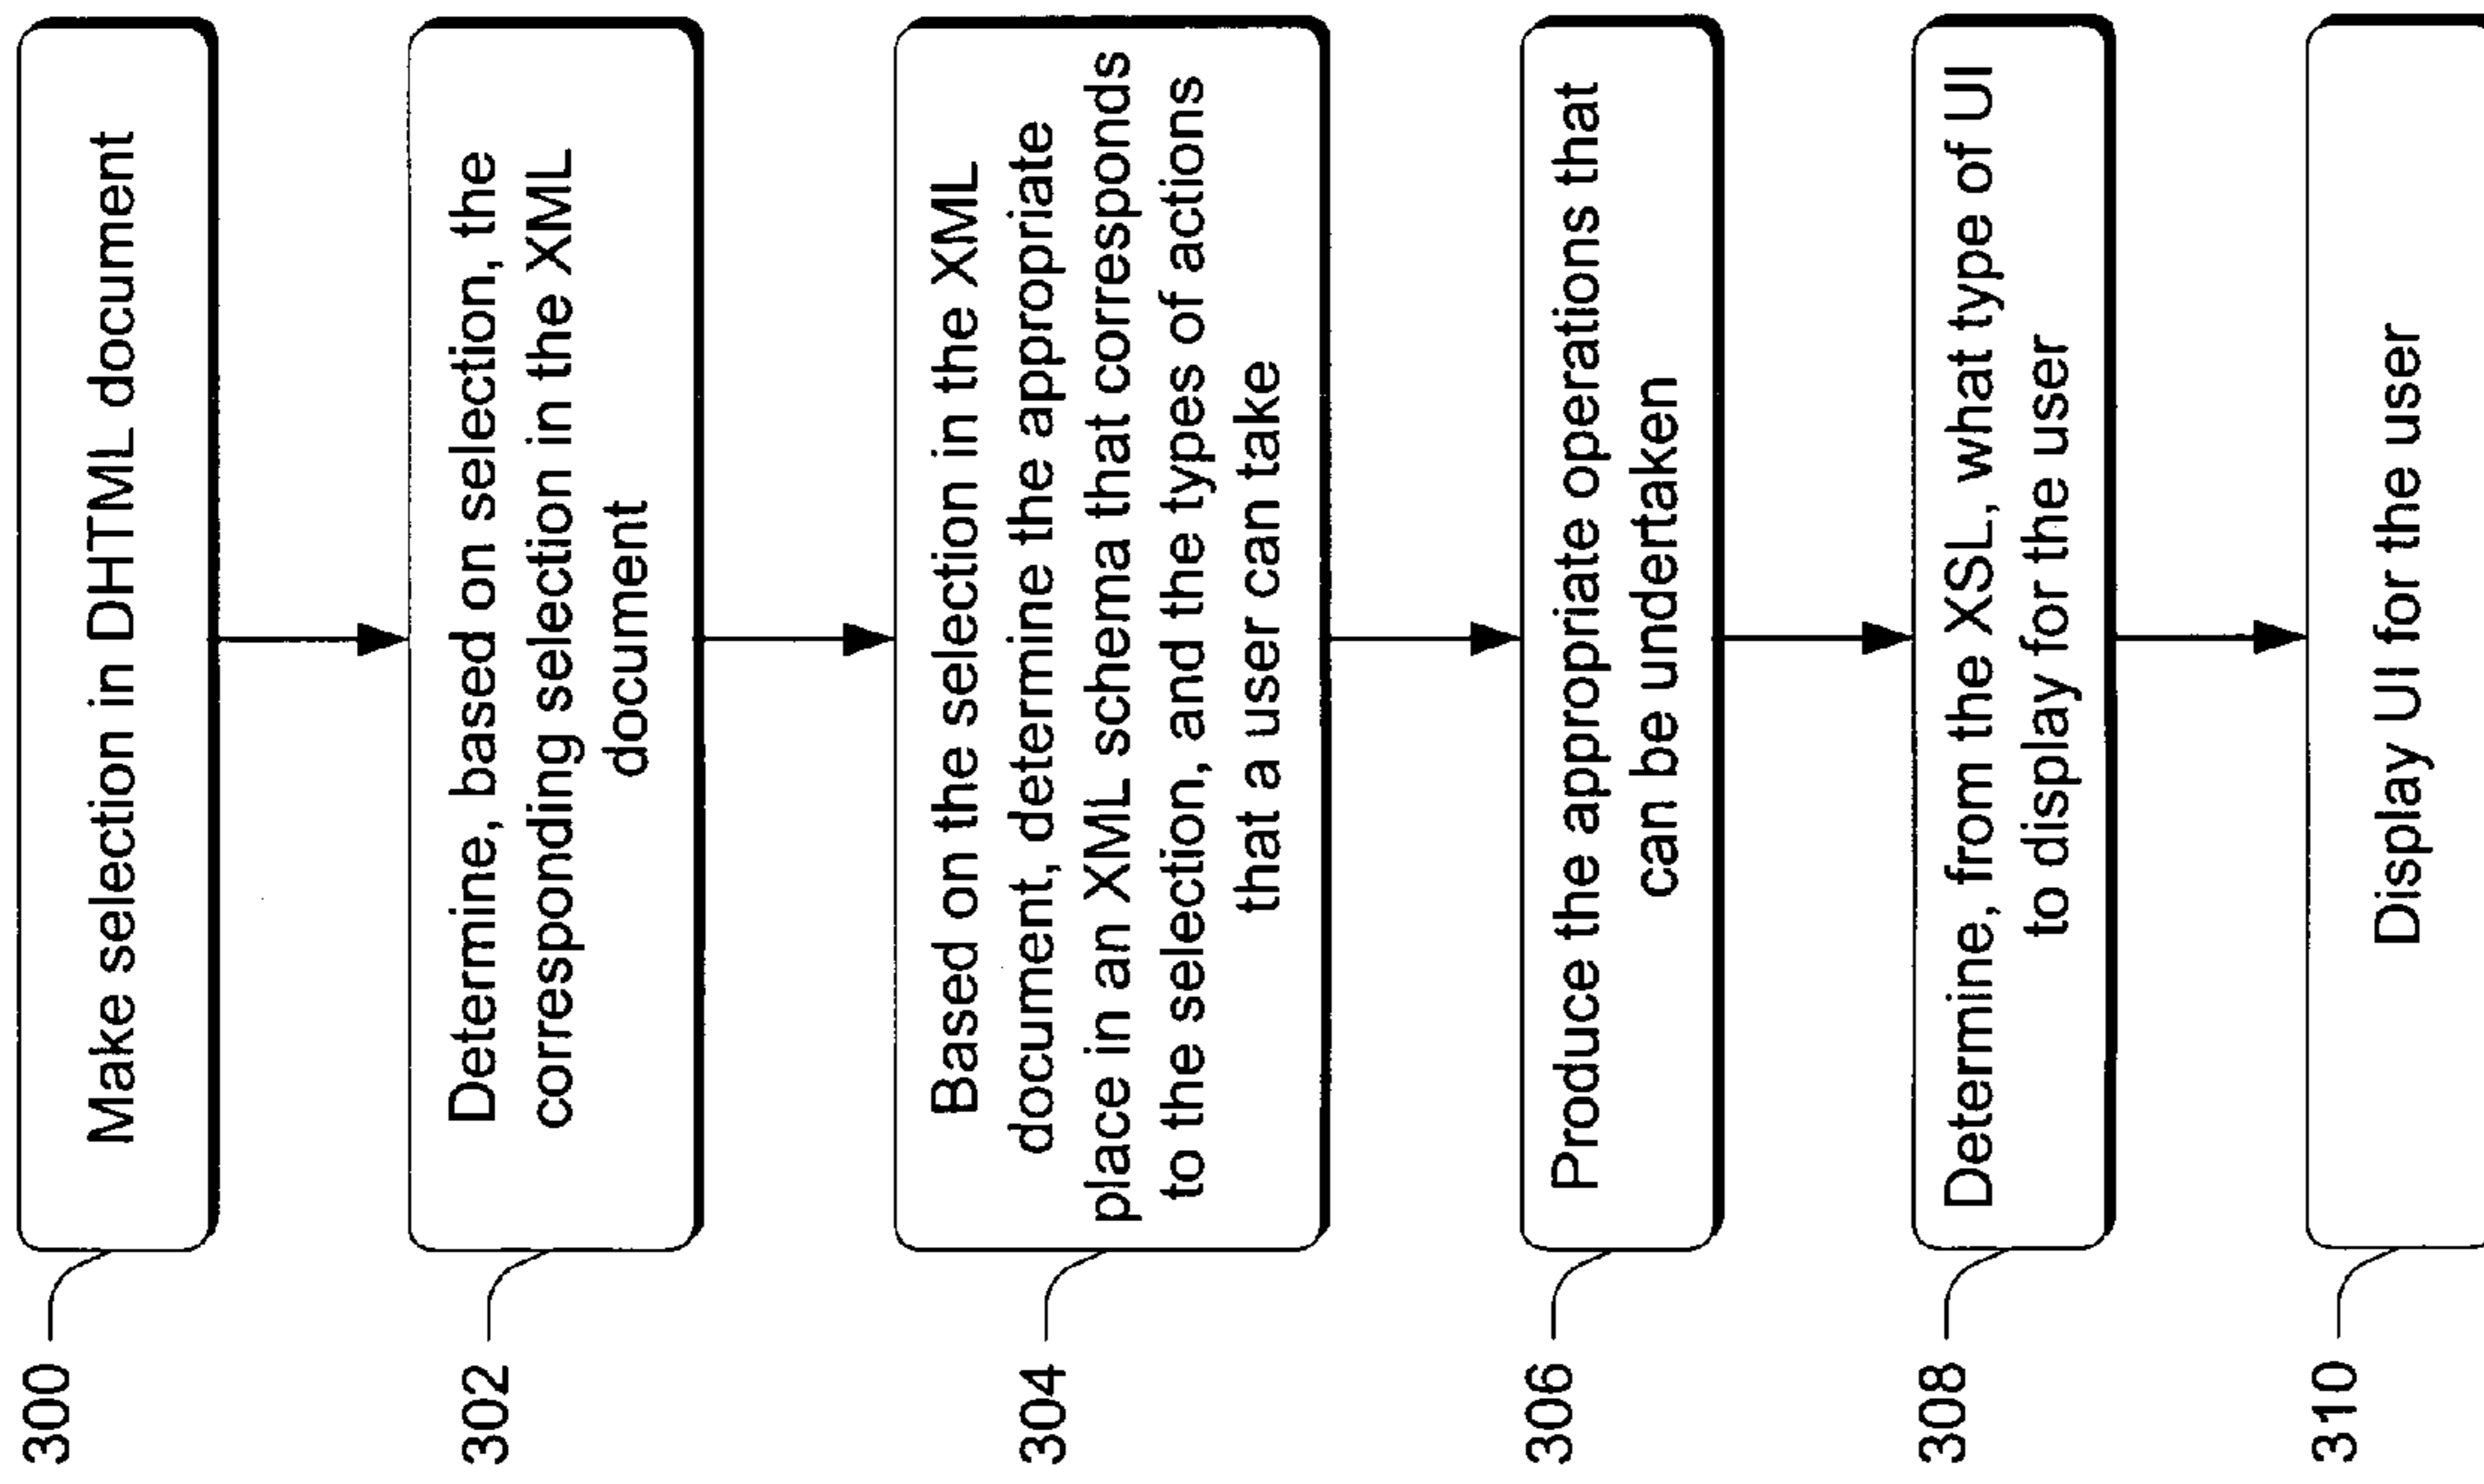 300
Make selection in DHTML document
302
Determine, based on selection, the
corresponding selection in the XML
document
304
Based on the selection in the XML
document, determine the appropriate
place in an XML schema that corresponds
to the selection, and the types of actions
that a user can take
306
Produce the appropriate operations that
can be undertaken
308
Determine, from the XSL, what type of UI
to display for the user
310
Display UI for the user